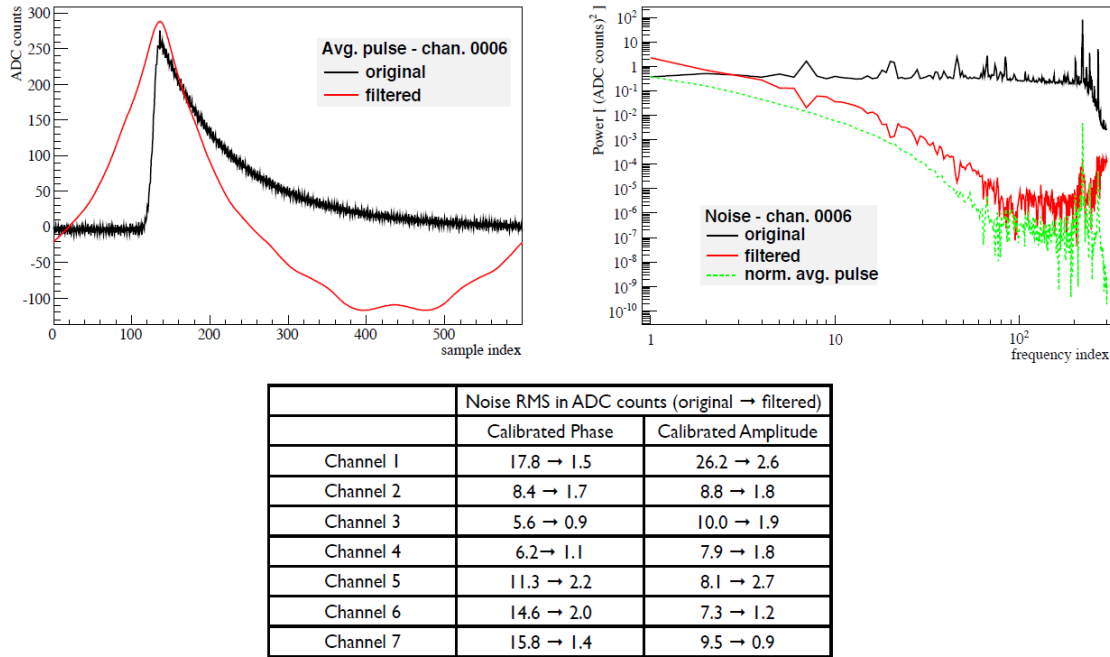 ADC counts
300
250
200
150
100
50
0
-50
-100
0
100
200
300
400
500
sample index
Avg. pulse - chan. 0006
original
filtered
Power [ (ADC counts)² ]
10²
10
1
10⁻¹
10⁻²
10⁻³
10⁻⁴
10⁻⁵
10⁻⁶
10⁻⁷
10⁻⁸
10⁻⁹
10⁻¹⁰
1
10
10²
frequency index
Noise - chan. 0006
original
filtered
norm. avg. pulse
Noise RMS in ADC counts (original → filtered)
Calibrated Phase Calibrated Amplitude
Channel 1 17.8 → 1.5 26.2 → 2.6
Channel 2 8.4 → 1.7 8.8 → 1.8
Channel 3 5.6 → 0.9 10.0 → 1.9
Channel 4 6.2→ 1.1 7.9 → 1.8
Channel 5 11.3 → 2.2 8.1 → 2.7
Channel 6 14.6 → 2.0 7.3 → 1.2
Channel 7 15.8 → 1.4 9.5 → 0.9